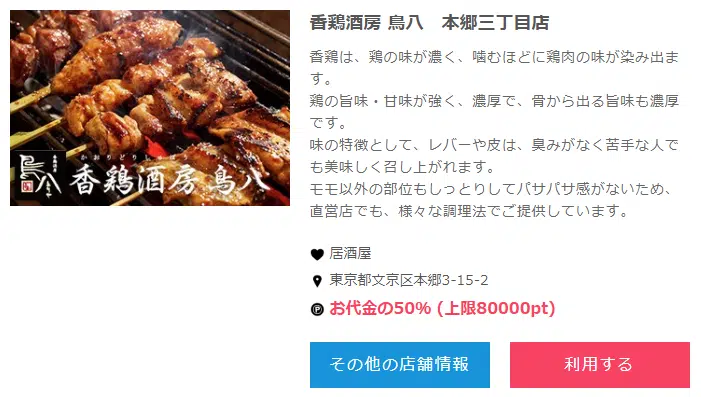 香鶏酒房 鳥八　本郷三丁目店
香鶏は、鶏の味が濃く、噛むほどに鶏肉の味が染み出ま
す。
鶏の旨味・甘味が強く、濃厚で、骨から出る旨味も濃厚
です。
味の特徴として、レバーや皮は、臭みがなく苦手な人で
も美味しく召し上がれます。
モモ以外の部位もしっとりしてパサパサ感がないため、
直営店でも、様々な調理法でご提供しています。
かおりどりしゅぼう とりや
香鶏酒房 鳥八
居酒屋
東京都文京区本郷3-15-2
P
お代金の50% (上限80000pt)
その他の店舗情報
利用する